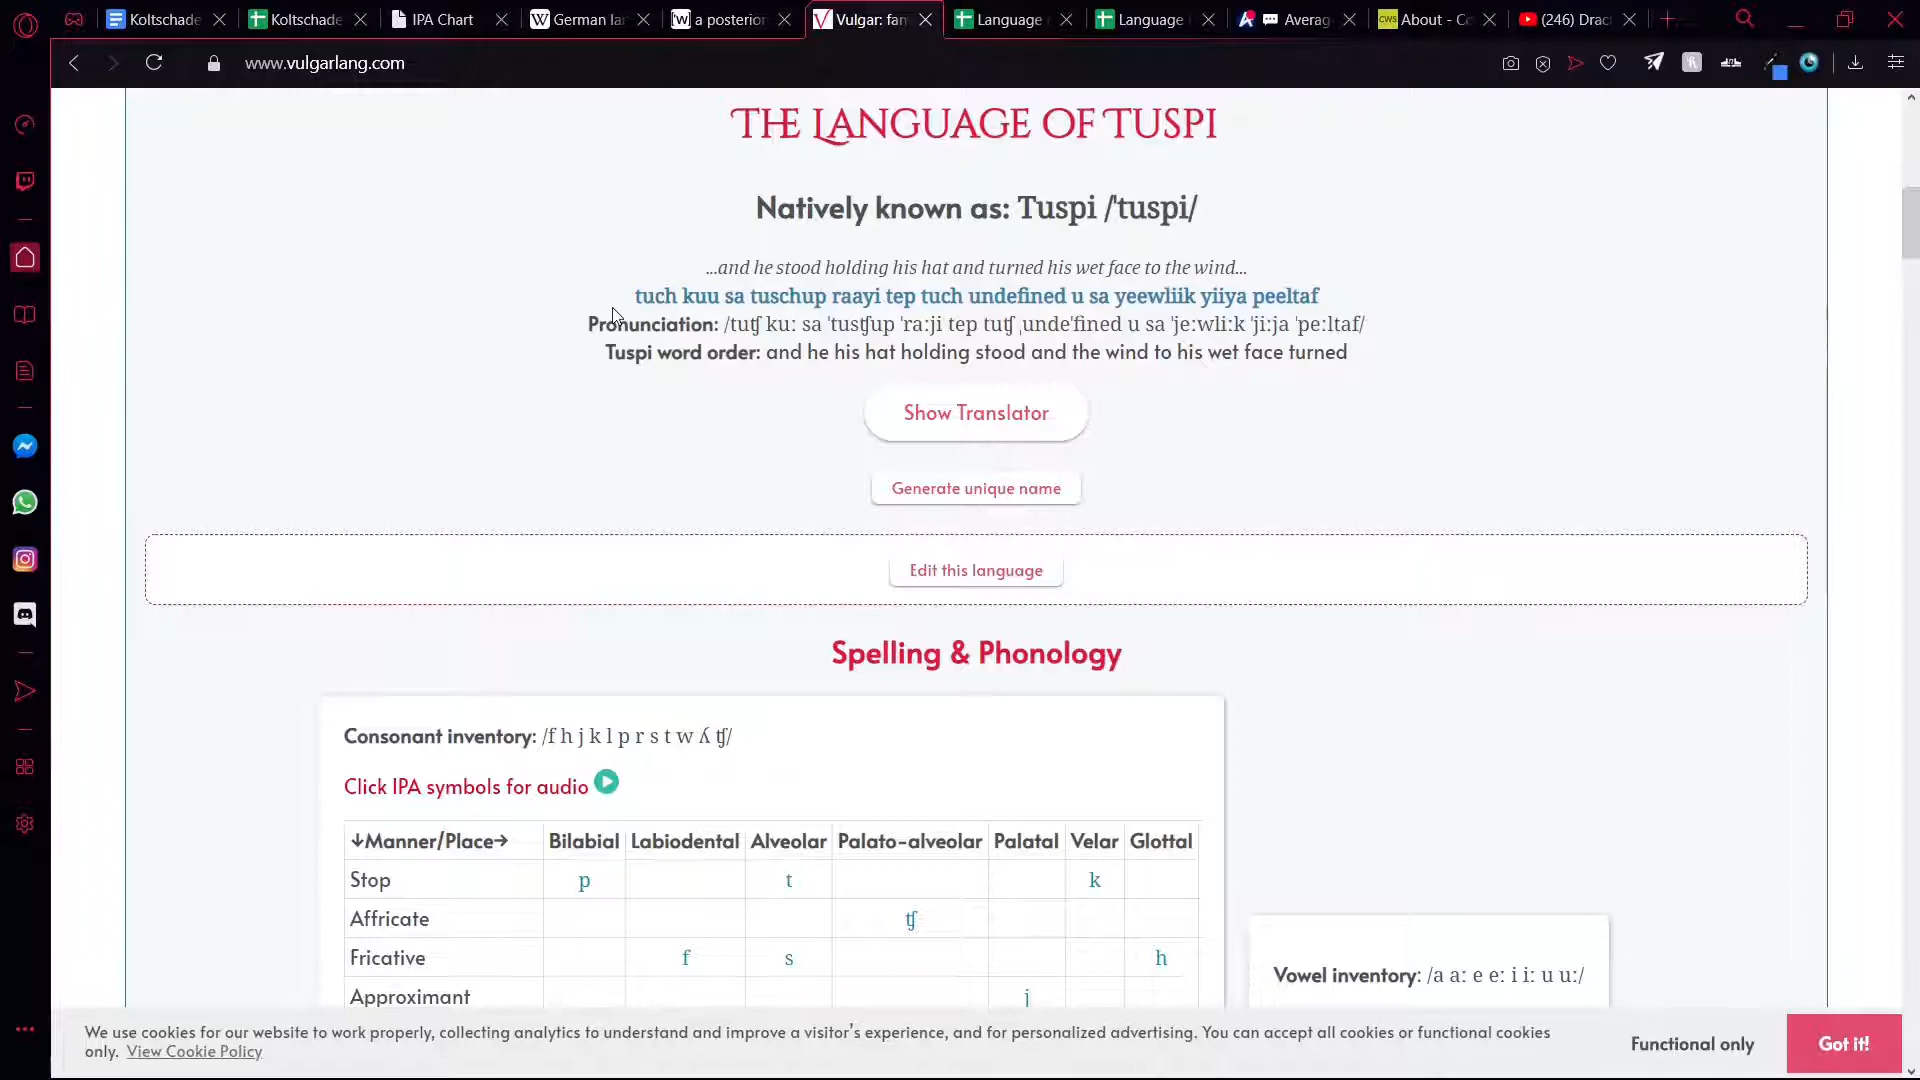 Koltschade
Koltschade
IPA Chart
German la
a posterior
Vulgar: fan
Language
Language
Averag
About - Co
(246) Drac
www.vulgarlang.com
THE LANGUAGE OF TUSPI
Natively known as: Tuspi /'tuspi/
...and he stood holding his hat and turned his wet face to the wind...
tuch kuu sa tuschup raayi tep tuch undefined u sa yeewliik yiiya peeltaf
Pronunciation: /tuʧ kuː sa ˈtusʧup ˈraːji tep tuʧ ˌundeˈfined u sa ˈjeːwliːk ˈjiːja ˈpeːltaf/
Tuspi word order: and he his hat holding stood and the wind to his wet face turned
Show Translator
Generate unique name
Edit this language
Spelling & Phonology
Consonant inventory: /f h j k l p r s t w ʎ ʧ/
Click IPA symbols for audio
↓Manner/Place→ Bilabial Labiodental Alveolar Palato-alveolar Palatal Velar Glottal
Stop p t k
Affricate ʧ
Fricative f s h
Approximant j
Vowel inventory: /a aː e eː i iː u uː/
We use cookies for our website to work properly, collecting analytics to understand and improve a visitor's experience, and for personalized advertising. You can accept all cookies or functional cookies
only. View Cookie Policy
Functional only
Got it!